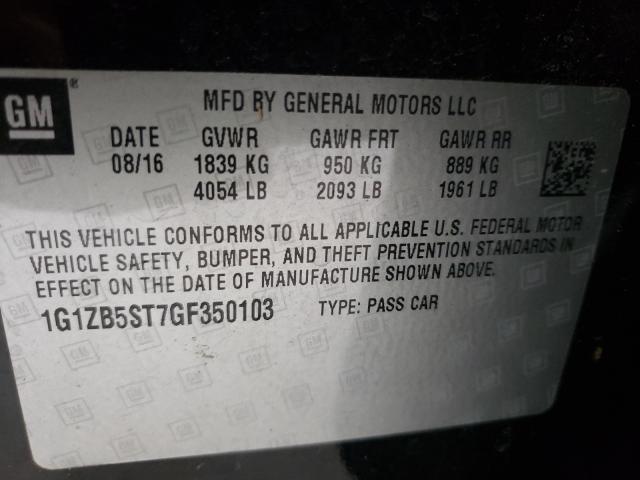 GM ®
MFD BY GENERAL MOTORS LLC
DATE GVWR GAWR FRT GAWR RR
08/16 1839 KG 950 KG 889 KG
4054 LB 2093 LB 1961 LB
THIS VEHICLE CONFORMS TO ALL APPLICABLE U.S. FEDERAL MOTOR
VEHICLE SAFETY, BUMPER, AND THEFT PREVENTION STANDARDS IN
EFFECT ON THE DATE OF MANUFACTURE SHOWN ABOVE.
1G1ZB5ST7GF350103 TYPE: PASS CAR